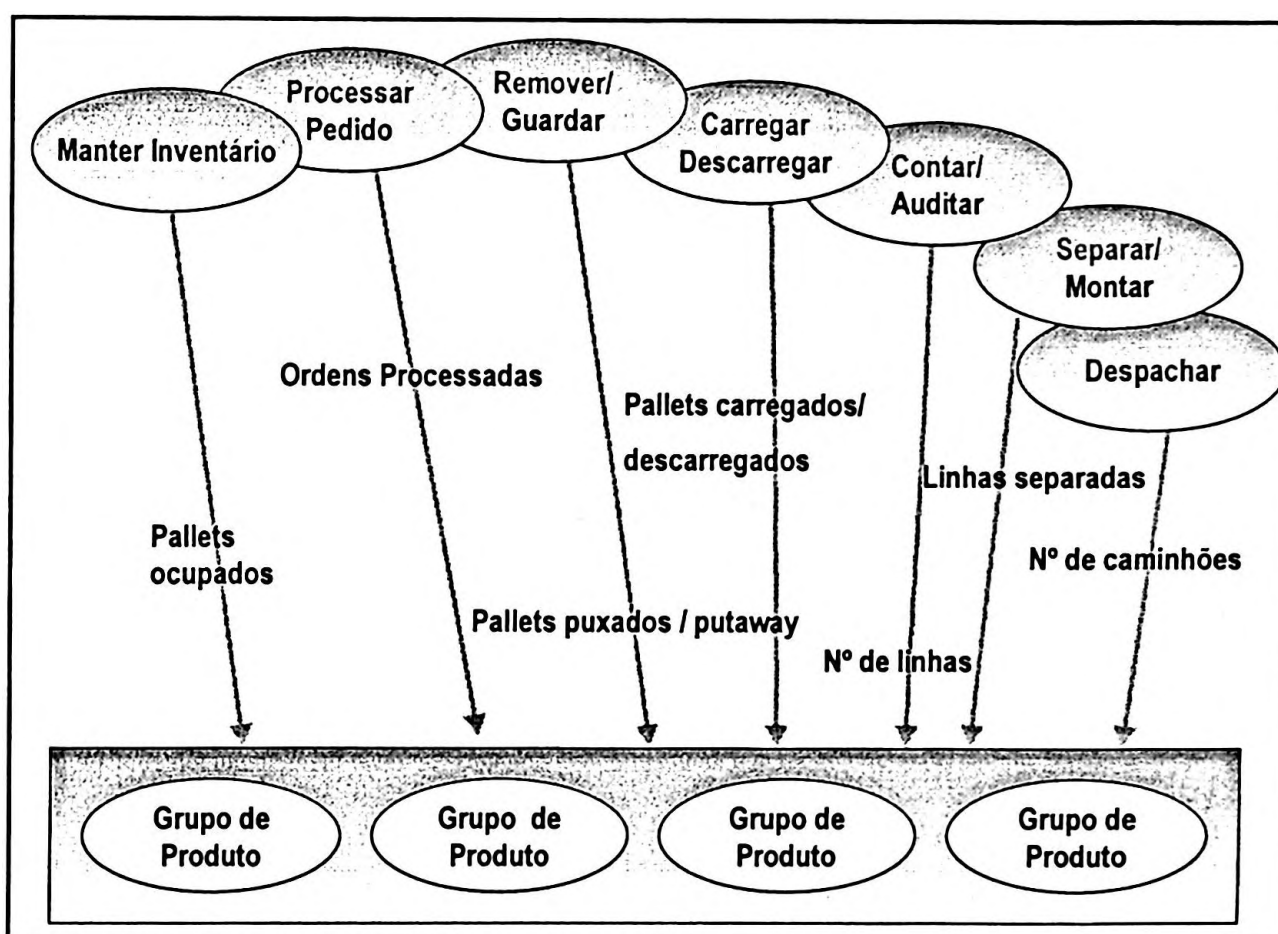 Manter Inventário
Processar
Pedido
Remover/
Guardar
Carregar
Descarregar
Contar/
Auditar
Separar/
Montar
Despachar
Ordens Processadas
Pallets carregados/
descarregados
Linhas separadas
Pallets
ocupados
Nº de caminhões
Pallets puxados / putaway
Nº de linhas
Grupo de
Produto
Grupo de
Produto
Grupo de
Produto
Grupo de
Produto